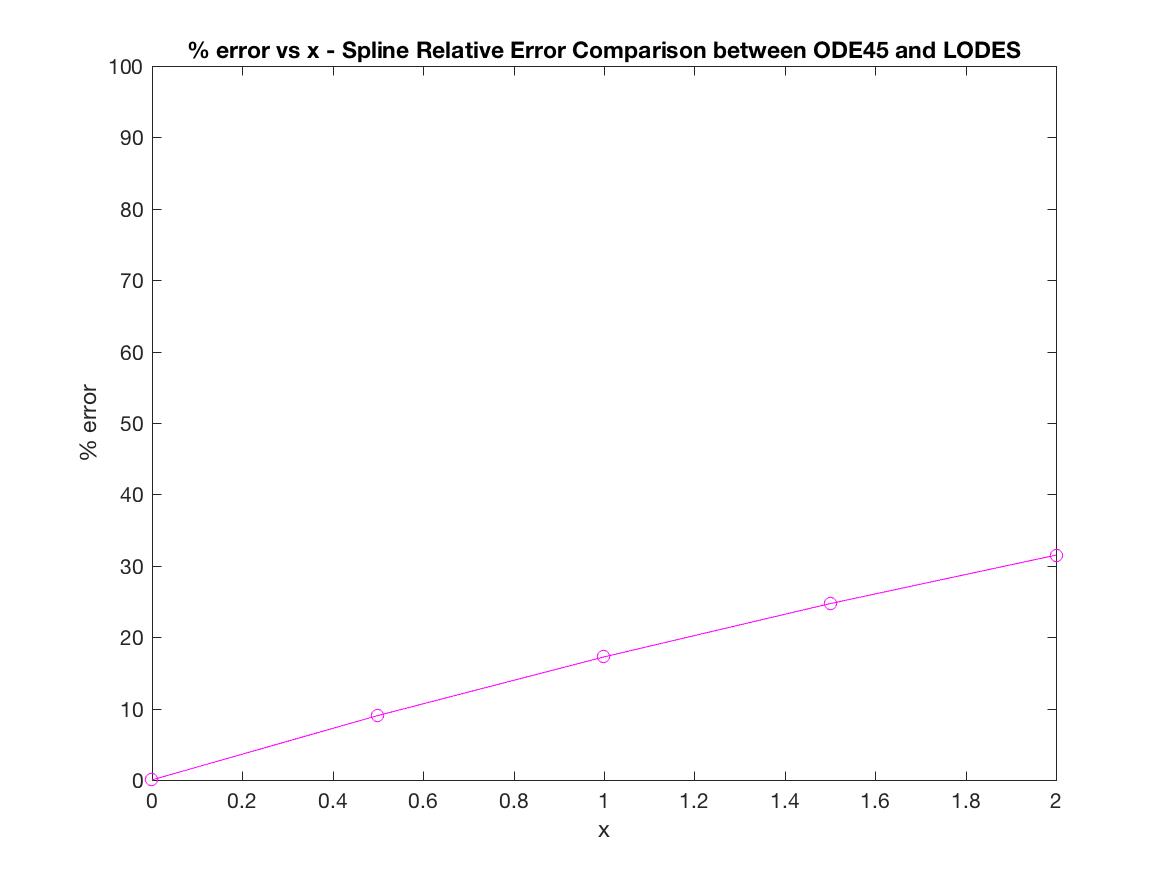 % error vs x - Spline Relative Error Comparison between ODE45 and LODES
100
90
80
70
60
50
40
30
20
10
0
% error
0 0.2 0.4 0.6 0.8 1 1.2 1.4 1.6 1.8 2
x